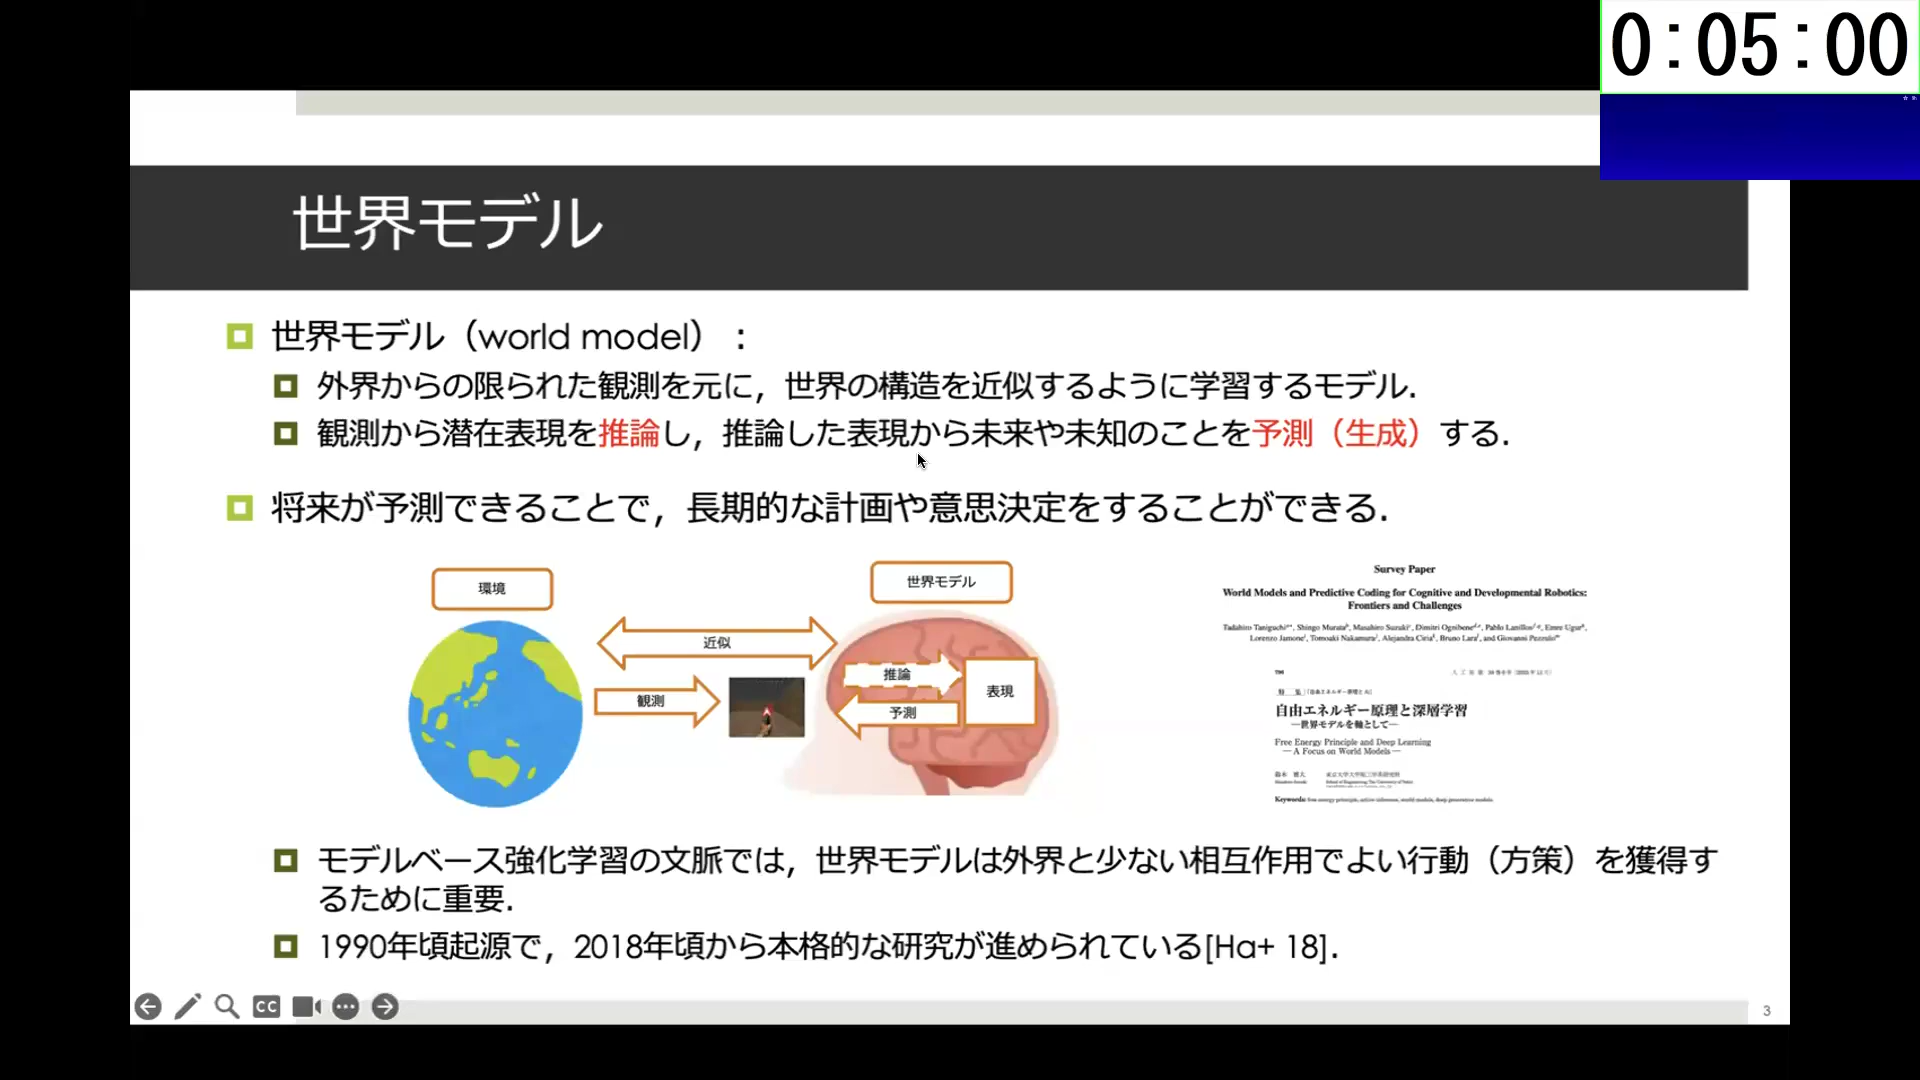 0:05:00
世界モデル
世界モデル（world model）：
外界からの限られた観測を元に，世界の構造を近似するように学習するモデル．
観測から潜在表現を推論し，推論した表現から未来や未知のことを予測（生成）する．
将来が予測できることで，長期的な計画や意思決定をすることができる．
環境
世界モデル
近似
観測
推論
予測
表現
Survey Paper
World Models and Predictive Coding for Cognitive and Developmental Robotics:
Frontiers and Challenges
自由エネルギー原理と深層学習
―世界モデルを軸として―
Free Energy Principle and Deep Learning
— A Focus on World Models —
Keywords: free energy principle, active inference, world models, deep generative models.
モデルベース強化学習の文脈では，世界モデルは外界と少ない相互作用でよい行動（方策）を獲得す
るために重要．
1990年頃起源で，2018年頃から本格的な研究が進められている[Ha+ 18]．
CC
3